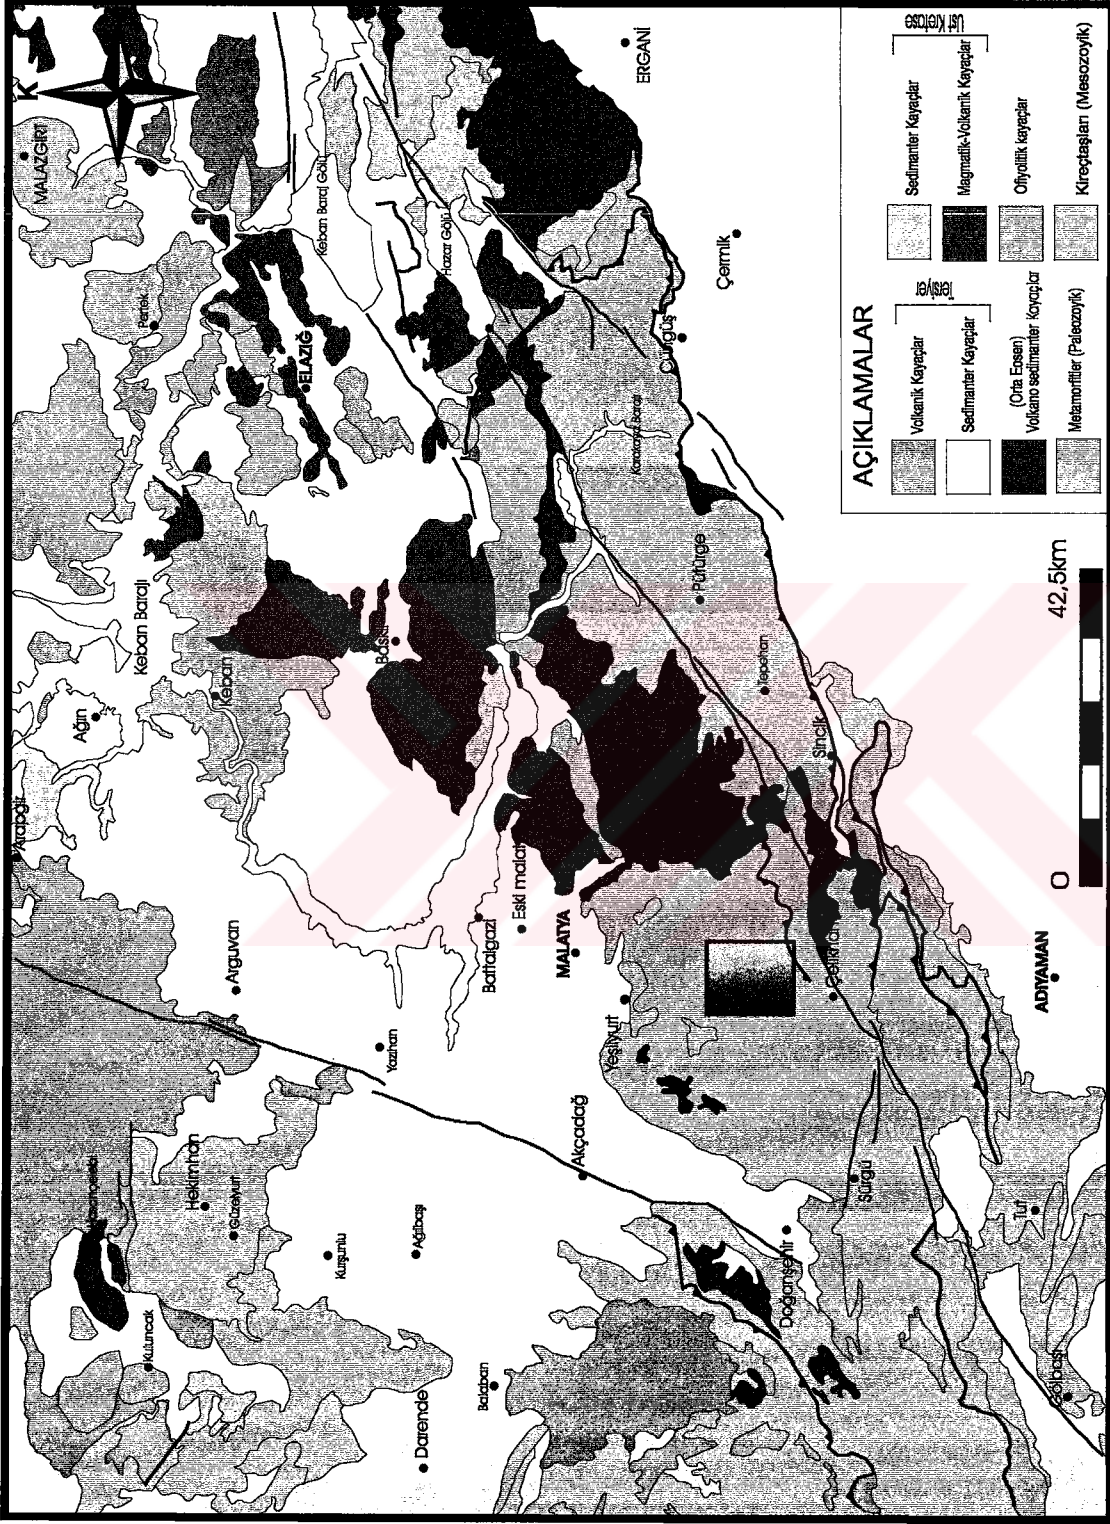 K
MALAZGİRT
ERGANİ
Pertek
Keban Baraj Gölü
Hazar Gölü
Çermik
ELAZIĞ
Çüngüş
Karakaya Barajı
Keban Barajı
Ağın
Keban
Baskil
Pütürge
Tepehan
Sincik
Arapgir
Arguvan
Battalgazi
Eski malat
MALATYA
Çelikhan
ADIYAMAN
Yazıhan
Yeşilyurt
Akçadağ
Hekimhan
Güzelyurt
Kurşunlu
Ağılbaşı
Sürgü
Tut
Doğanşehir
Kuluncak
Darende
Balaban
Gölbaşı
AÇIKLAMALAR
Volkanik Kayaçlar
Sedimanter Kayaçlar
Tersiyer
(Orta Eosen)
Volkano sedimanter Kayaçlar
Metamorfitler (Paleozoyik)
Sedimanter Kayaçlar
Magmatik-Volkanik Kayaçlar
Üst Kretase
Ofiyolitik kayaçlar
Kireçtaşları (Mesozoyik)
0
42,5km